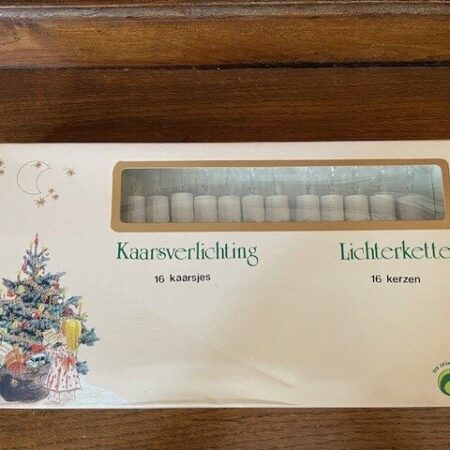 Kaarsverlichting
16 kaarsjes
Lichterkette
16 kerzen